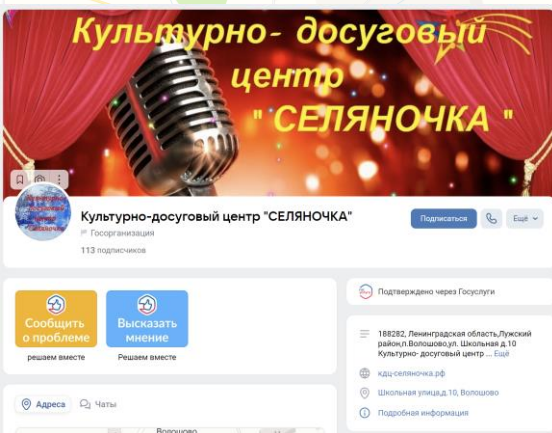 Культурно- досуговый
центр
" СЕЛЯНОЧКА "
Культурно-досуговый центр "СЕЛЯНОЧКА"
Госорганизация
113 подписчиков
Подписаться
Ещё
Сообщить
о проблеме
решаем вместе
Высказать
мнение
Решаем вместе
Адреса
Чаты
Волошово
Подтверждено через Госуслуги
188282, Ленинградская область,Лужский
район,п.Волошово,ул. Школьная д.10
Культурно- досуговый центр ... Ещё
кдц-селяночка.рф
Школьная улица,д.10, Волошово
Подробная информация